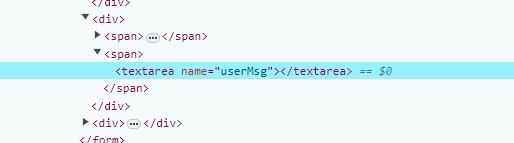 </div>
<div>
<span> … </span>
<span>
<textarea name="userMsg"></textarea> == $0
</span>
</div>
<div> … </div>
</form>